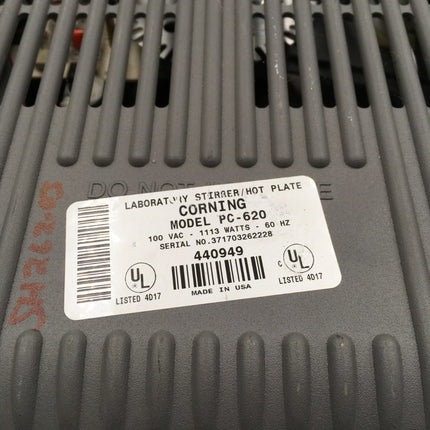 DO NOT
E
LABORATORY STIRRER/HOT PLATE
CORNING
MODEL PC-620
100 VAC - 1113 WATTS - 60 HZ
SERIAL NO.371703262228
440949
UL
LISTED 4D17
MADE IN USA
C UL
LISTED 4D17